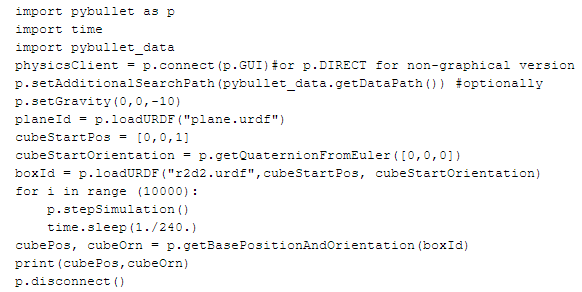 import pybullet as p
import time
import pybullet_data
physicsClient = p.connect(p.GUI)#or p.DIRECT for non-graphical version
p.setAdditionalSearchPath(pybullet_data.getDataPath()) #optionally
p.setGravity(0,0,-10)
planeId = p.loadURDF("plane.urdf")
cubeStartPos = [0,0,1]
cubeStartOrientation = p.getQuaternionFromEuler([0,0,0])
boxId = p.loadURDF("r2d2.urdf",cubeStartPos, cubeStartOrientation)
for i in range (10000):
    p.stepSimulation()
    time.sleep(1./240.)
cubePos, cubeOrn = p.getBasePositionAndOrientation(boxId)
print(cubePos,cubeOrn)
p.disconnect()